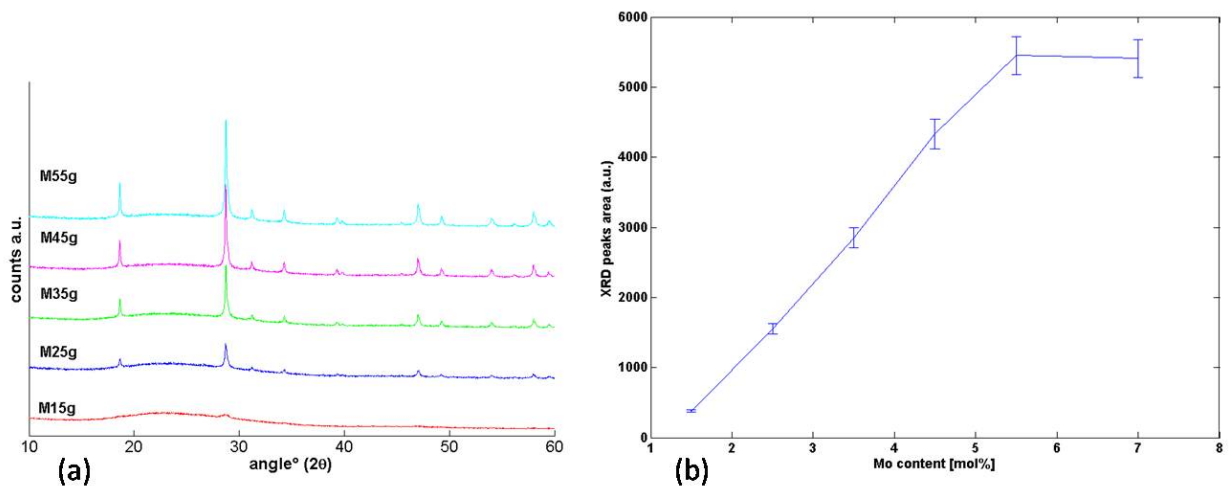 counts a.u.
M55g
M45g
M35g
M25g
M15g
10 20 30 40 50 60
angle° (2θ)
(a)
XRD peaks area (a.u.)
6000
5000
4000
3000
2000
1000
0
1 2 3 4 5 6 7 8
Mo content [mol%]
(b)